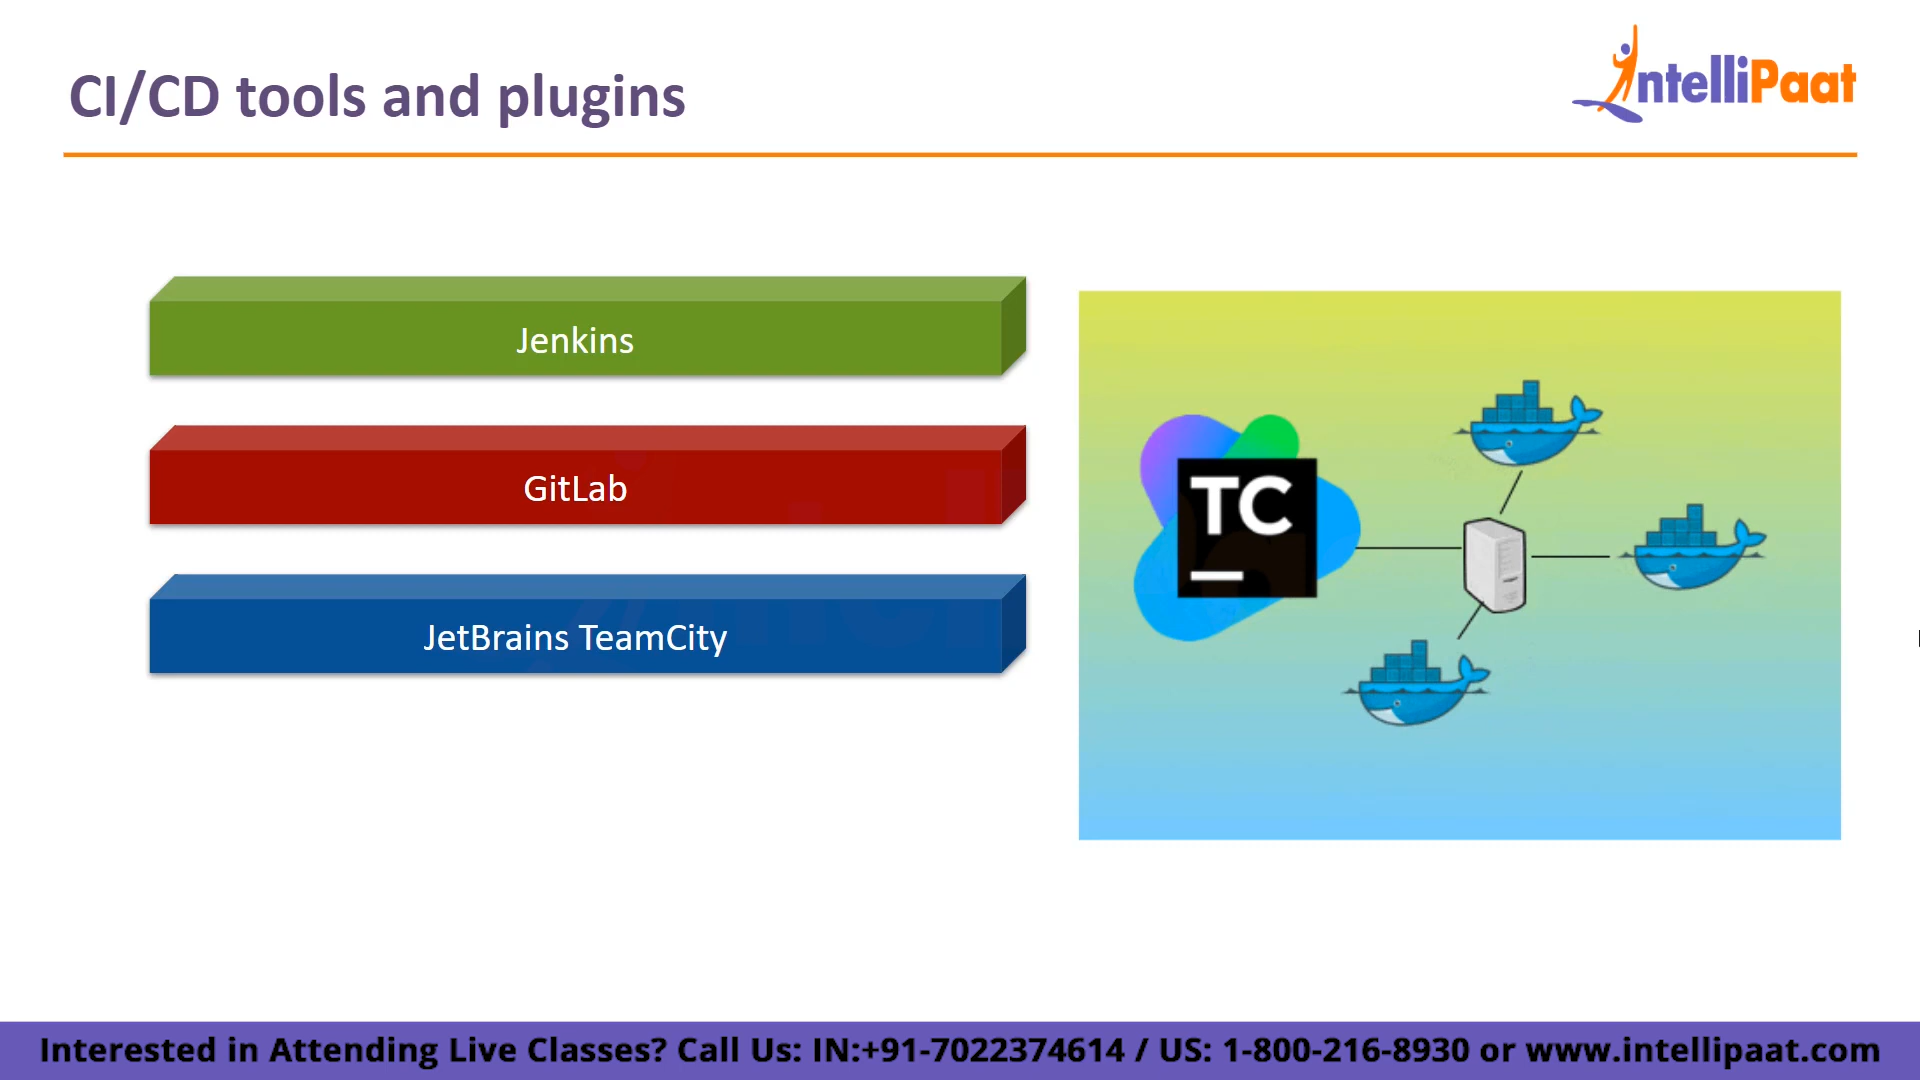 CI/CD tools and plugins
IntelliPaat
Jenkins
GitLab
JetBrains TeamCity
TC
Interested in Attending Live Classes? Call Us: IN:+91-7022374614 / US: 1-800-216-8930 or www.intellipaat.com